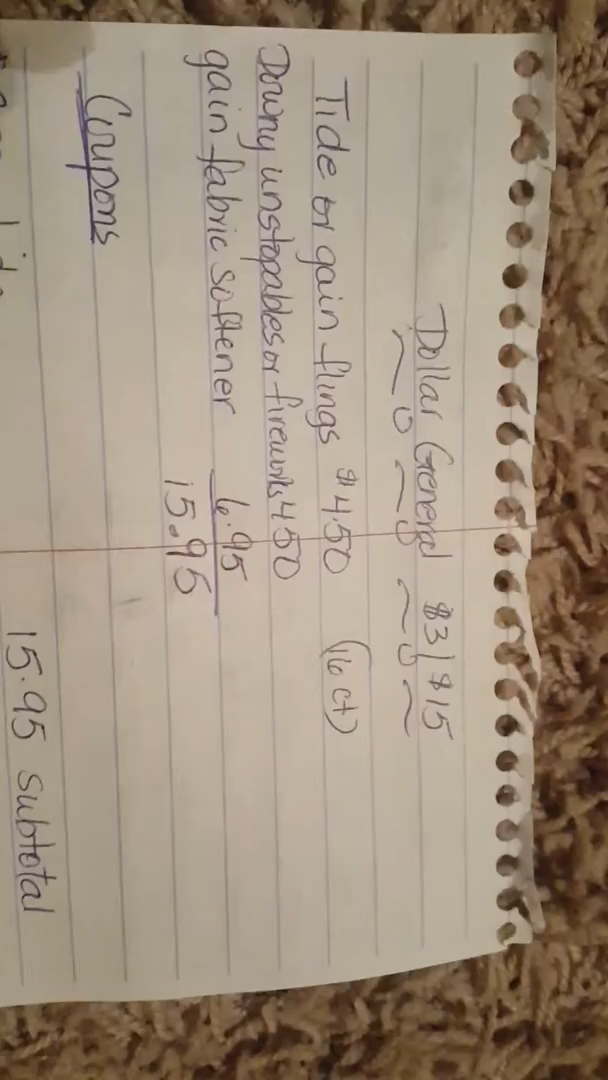 Dollar General $3/$15
Tide or gain flings $4.50 (16 ct)
Downy unstopables or fireworks 4.50
gain fabric softener 6.95
15.95
Coupons
15.95 subtotal